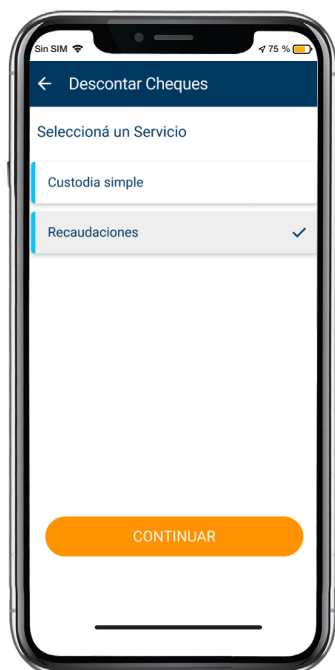 Sin SIM 75 %
Descontar Cheques
Seleccioná un Servicio
Custodia simple
Recaudaciones
CONTINUAR